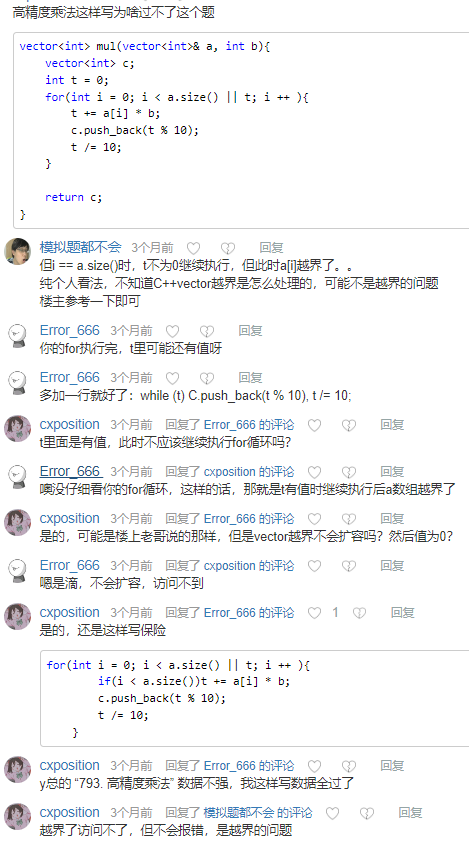 高精度乘法这样写为啥过不了这个题
vector<int> mul(vector<int>& a, int b){
    vector<int> c;
    int t = 0;
    for(int i = 0; i < a.size() || t; i ++ ){
        t += a[i] * b;
        c.push_back(t % 10);
        t /= 10;
    }

    return c;
}
模拟题都不会 3个月前 回复
但i == a.size()时，t不为0继续执行，但此时a[i]越界了。。
纯个人看法，不知道C++vector越界是怎么处理的，可能不是越界的问题
楼主参考一下即可
Error_666 3个月前 回复
你的for执行完，t里可能还有值呀
Error_666 3个月前 回复
多加一行就好了：while (t) C.push_back(t % 10), t /= 10;
cxposition 3个月前 回复了 Error_666 的评论 回复
t里面是有值，此时不应该继续执行for循环吗？
Error_666 3个月前 回复了 cxposition 的评论 回复
噢没仔细看你的for循环，这样的话，那就是t有值时继续执行后a数组越界了
cxposition 3个月前 回复了 Error_666 的评论 回复
是的，可能是楼上老哥说的那样，但是vector越界不会扩容吗？然后值为0？
Error_666 3个月前 回复了 cxposition 的评论 回复
嗯是滴，不会扩容，访问不到
cxposition 3个月前 回复了 Error_666 的评论 1 回复
是的，还是这样写保险
for(int i = 0; i < a.size() || t; i ++ ){
        if(i < a.size())t += a[i] * b;
        c.push_back(t % 10);
        t /= 10;
    }
cxposition 3个月前 回复了 Error_666 的评论 回复
y总的 “793. 高精度乘法” 数据不强，我这样写数据全过了
cxposition 3个月前 回复了 模拟题都不会 的评论 回复
越界了访问不了，但不会报错，是越界的问题